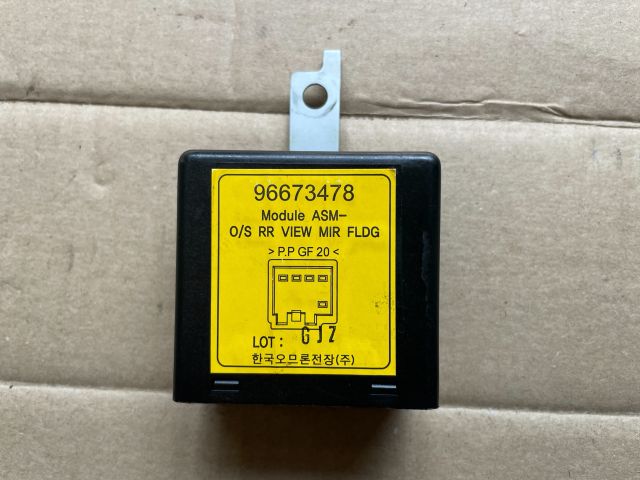 96673478
Module ASM-
O/S RR VIEW MIR FLDG
> P.P GF 20 <
LOT : GJ7
한국오므론전장(주)